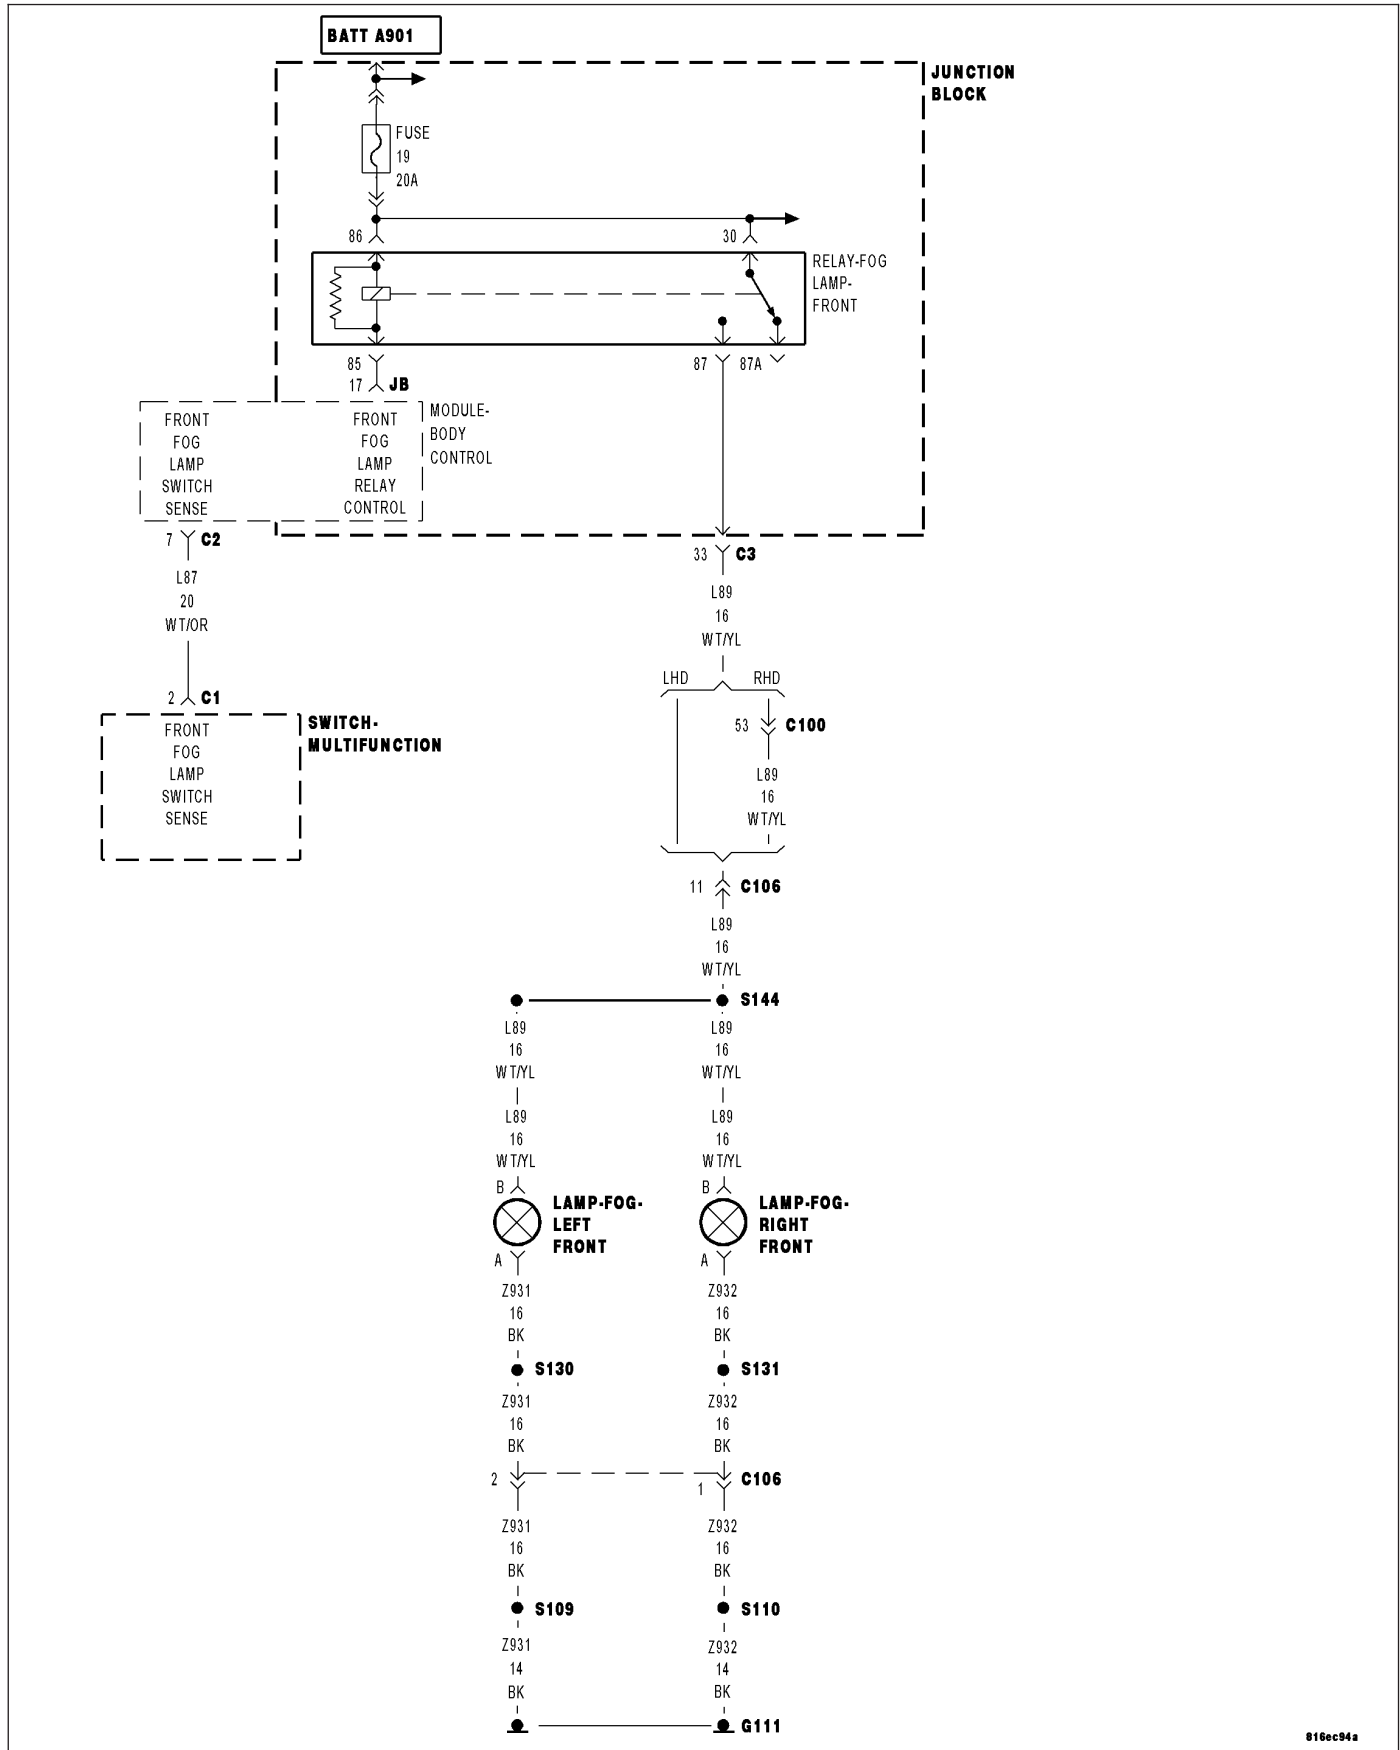 BATT A901
JUNCTION
BLOCK
FUSE
19
20A
86
30
RELAY-FOG
LAMP-
FRONT
85
87
87A
17
JB
FRONT
FOG
LAMP
SWITCH
SENSE
FRONT
FOG
LAMP
RELAY
CONTROL
MODULE-
BODY
CONTROL
7
C2
33
C3
L87
20
WT/OR
L89
16
WT/YL
2
C1
LHD
RHD
SWITCH-
MULTIFUNCTION
FRONT
FOG
LAMP
SWITCH
SENSE
53
C100
L89
16
WT/YL
11
C106
L89
16
WT/YL
S144
L89
16
WT/YL
L89
16
WT/YL
L89
16
WT/YL
L89
16
WT/YL
B
LAMP-FOG-
LEFT
FRONT
A
B
LAMP-FOG-
RIGHT
FRONT
A
Z931
16
BK
Z932
16
BK
S130
S131
Z931
16
BK
Z932
16
BK
2
1
C106
Z931
16
BK
Z932
16
BK
S109
S110
Z931
14
BK
Z932
14
BK
G111
816ec94a